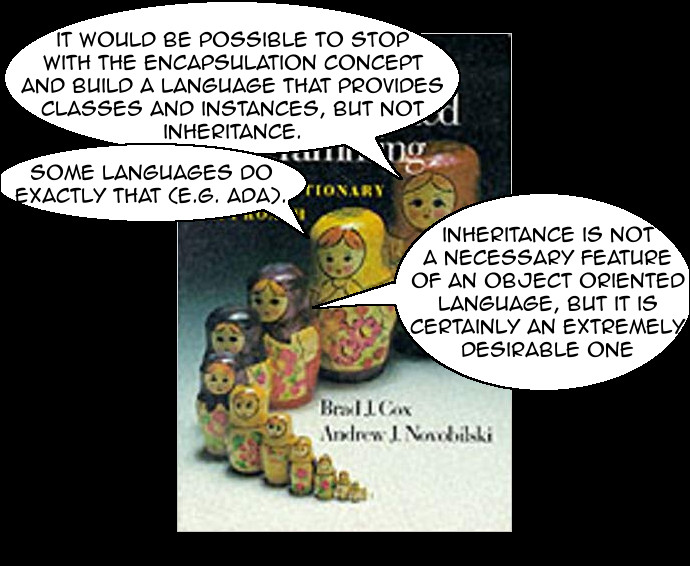 IT WOULD BE POSSIBLE TO STOP
WITH THE ENCAPSULATION CONCEPT
AND BUILD A LANGUAGE THAT PROVIDES
CLASSES AND INSTANCES, BUT NOT
INHERITANCE.
SOME LANGUAGES DO
EXACTLY THAT (E.G. ADA).
INHERITANCE IS NOT
A NECESSARY FEATURE
OF AN OBJECT ORIENTED
LANGUAGE, BUT IT IS
CERTAINLY AN EXTREMELY
DESIRABLE ONE
Brad J. Cox
Andrew J. Novobilski